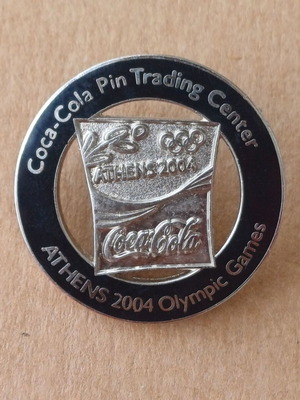 Coca-Cola Pin Trading Center
ATHENS 2004
Coca-Cola
ATHENS 2004 Olympic Games